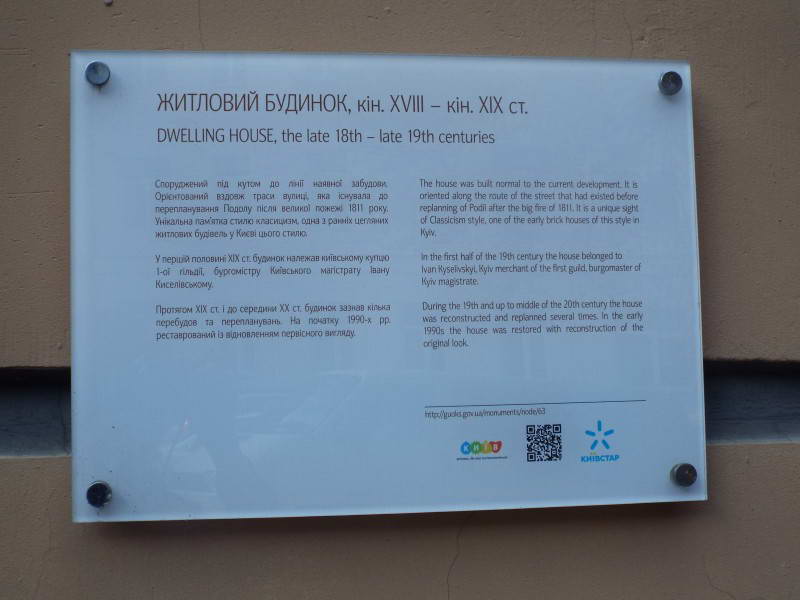 ЖИТЛОВИЙ БУДИНОК, кін. XVIII – кін. XIX ст.
DWELLING HOUSE, the late 18th – late 19th centuries
Споруджений під кутом до лінії наявної забудови.
Орієнтований вздовж траси вулиці, яка існувала до
перепланування Подолу після великої пожежі 1811 року.
Унікальна пам'ятка стилю класицизм, одна з ранніх цегляних
житлових будівель у Києві цього стилю.
У першій половині XIX ст. будинок належав київському купцю
1-ої гільдії, бургомістру Київського магістрату Івану
Киселівському.
Протягом XIX ст. і до середини XX ст. будинок зазнав кілька
перебудов та перепланувань. На початку 1990-х рр.
реставрований із відновленням первісного вигляду.
The house was built normal to the current development. It is
oriented along the route of the street that had existed before
replanning of Podil after the big fire of 1811. It is a unique sight
of Classicism style, one of the early brick houses of this style in
Kyiv.
In the first half of the 19th century the house belonged to
Ivan Kyselivskyi, Kyiv merchant of the first guild, burgomaster of
Kyiv magistrate.
During the 19th and up to middle of the 20th century the house
was reconstructed and replanned several times. In the early
1990s the house was restored with reconstruction of the
original look.
http://guoks.gov.ua/monuments/node/63
КИЇВ
КИЇВСТАР